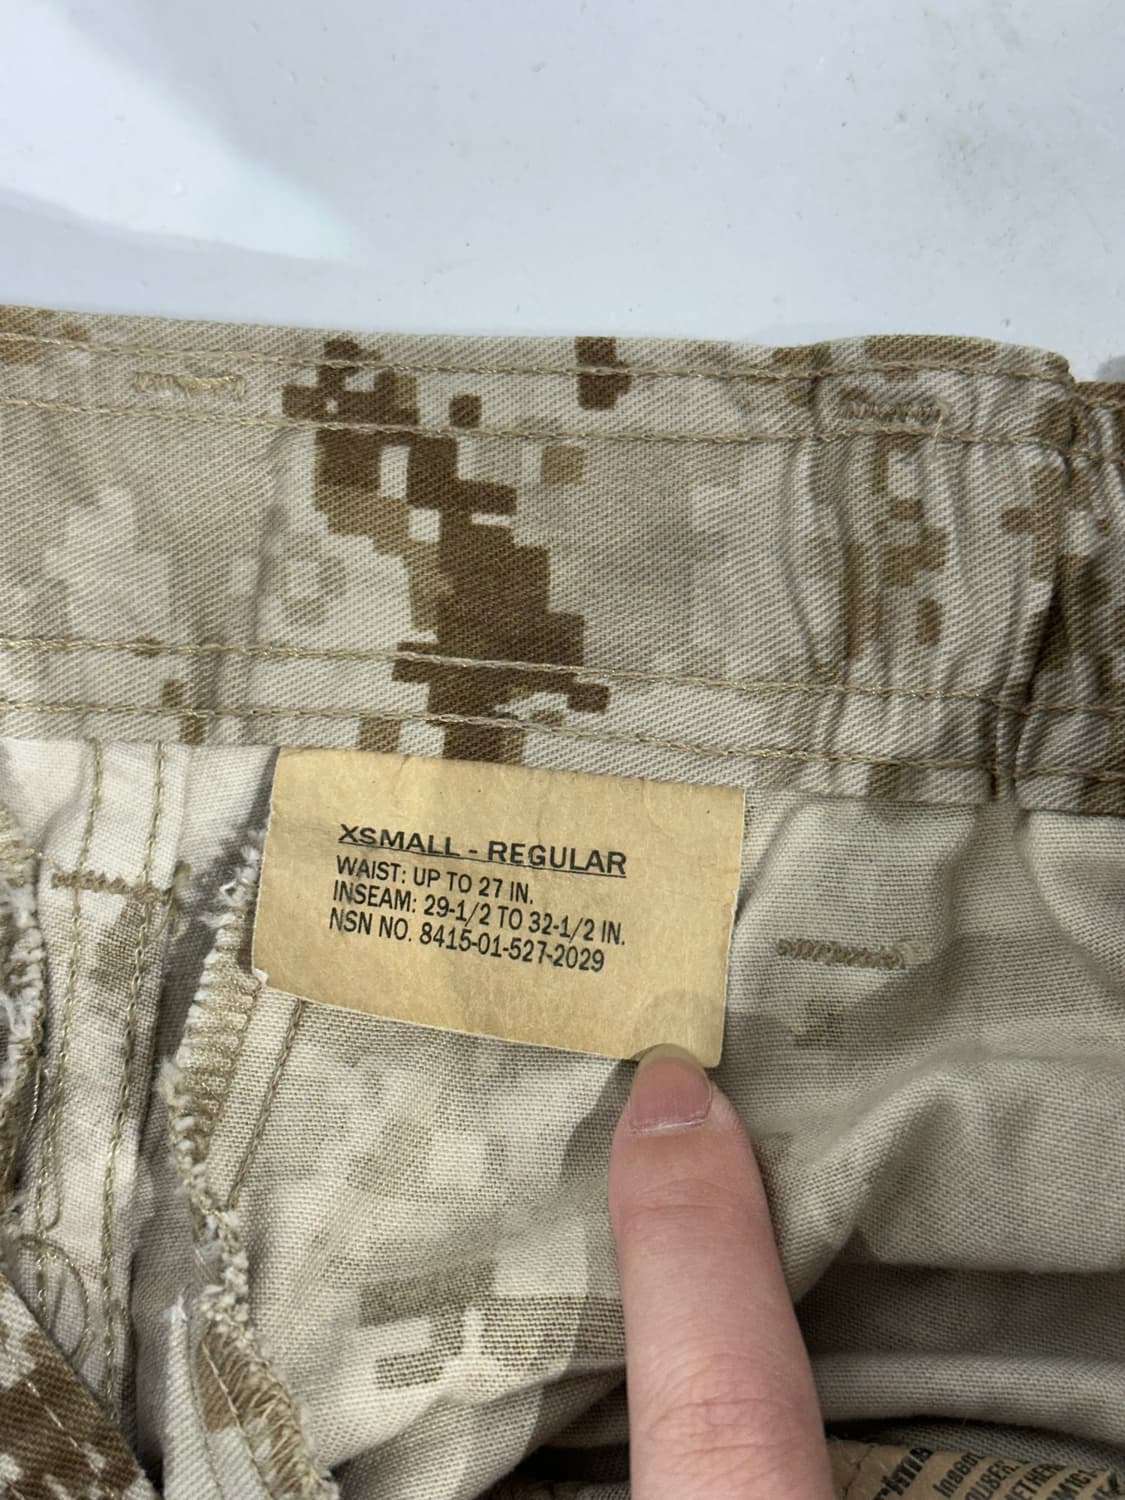 XSMALL - REGULAR
WAIST: UP TO 27 IN.
INSEAM: 29-1/2 TO 32-1/2 IN.
NSN NO. 8415-01-527-2029